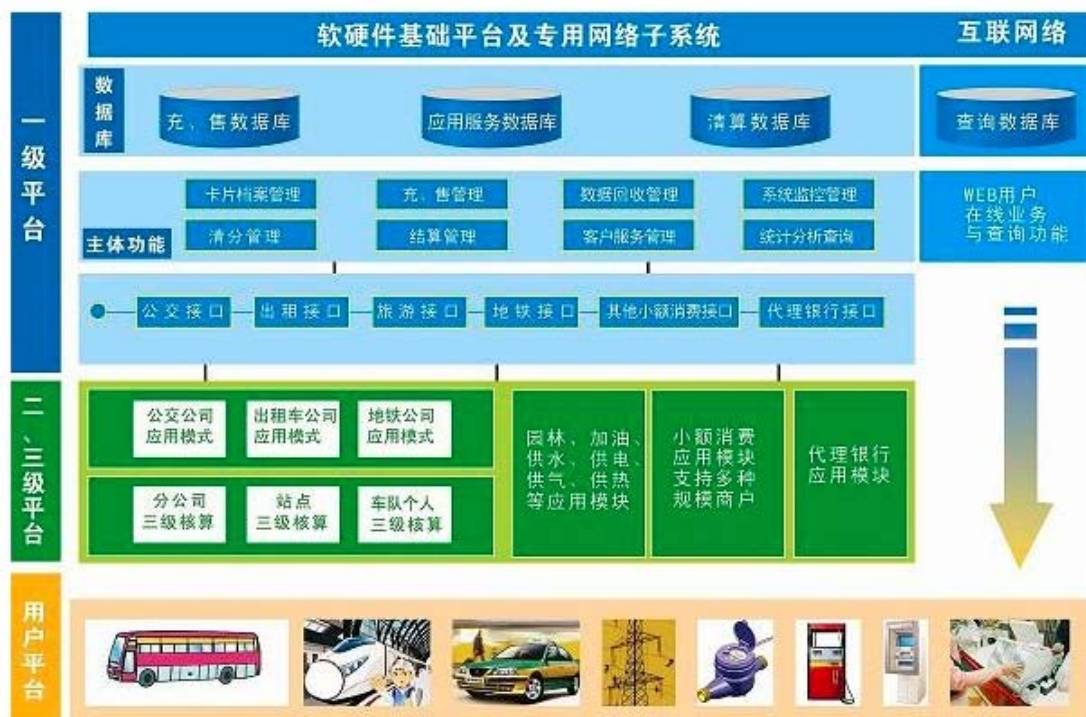 软硬件基础平台及专用网络子系统
互联网络
一级平台
数据库
充、售数据库
应用服务数据库
清算数据库
查询数据库
主体功能
卡片档案管理
充、售管理
数据回收管理
系统监控管理
清分管理
结算管理
客户服务管理
统计分析查询
WEB用户
在线业务
与查询功能
公交接口
出租接口
旅游接口
地铁接口
其他小额消费接口
代理银行接口
二、三级平台
公交公司
应用模式
出租车公司
应用模式
地铁公司
应用模式
分公司
三级核算
站点
三级核算
车队个人
三级核算
园林、加油、
供水、供电、
供气、供热
等应用模块
小额消费
应用模块
支持多种
规模商户
代理银行
应用模块
用户平台